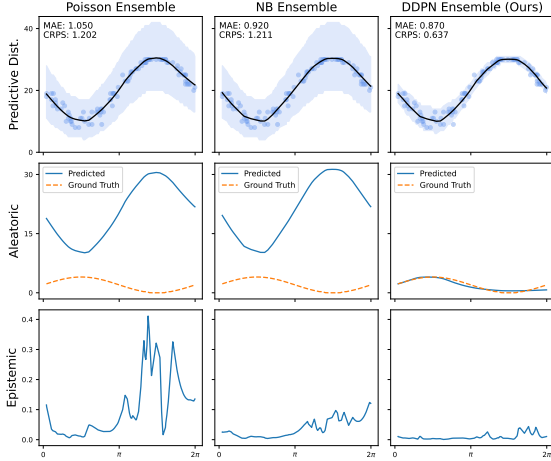 Poisson Ensemble
NB Ensemble
DDPN Ensemble (Ours)
Predictive Dist.
40
20
0
MAE: 1.050
CRPS: 1.202
MAE: 0.920
CRPS: 1.211
MAE: 0.870
CRPS: 0.637
Aleatoric
30
15
0
Predicted
Ground Truth
Predicted
Ground Truth
Predicted
Ground Truth
Epistemic
0.4
0.3
0.2
0.1
0.0
0
π
2π
0
π
2π
0
π
2π